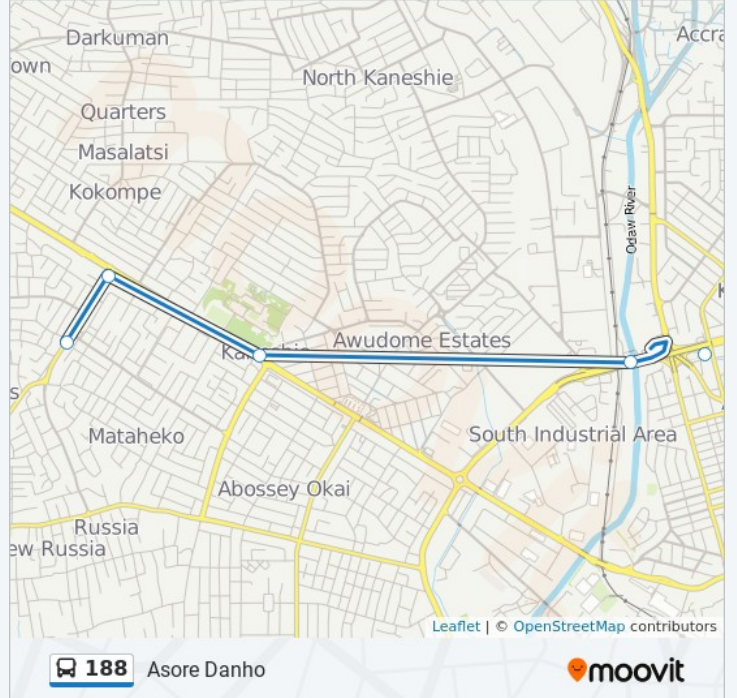 Darkuman
Accra
own
North Kaneshie
Quarters
Masalatsi
Kokompe
Odaw River
Awudome Estates
s
Mataheko
South Industrial Area
Abossey Okai
Russia
ew Russia
Leaflet | © OpenStreetMap contributors
188 Asore Danho
moovit